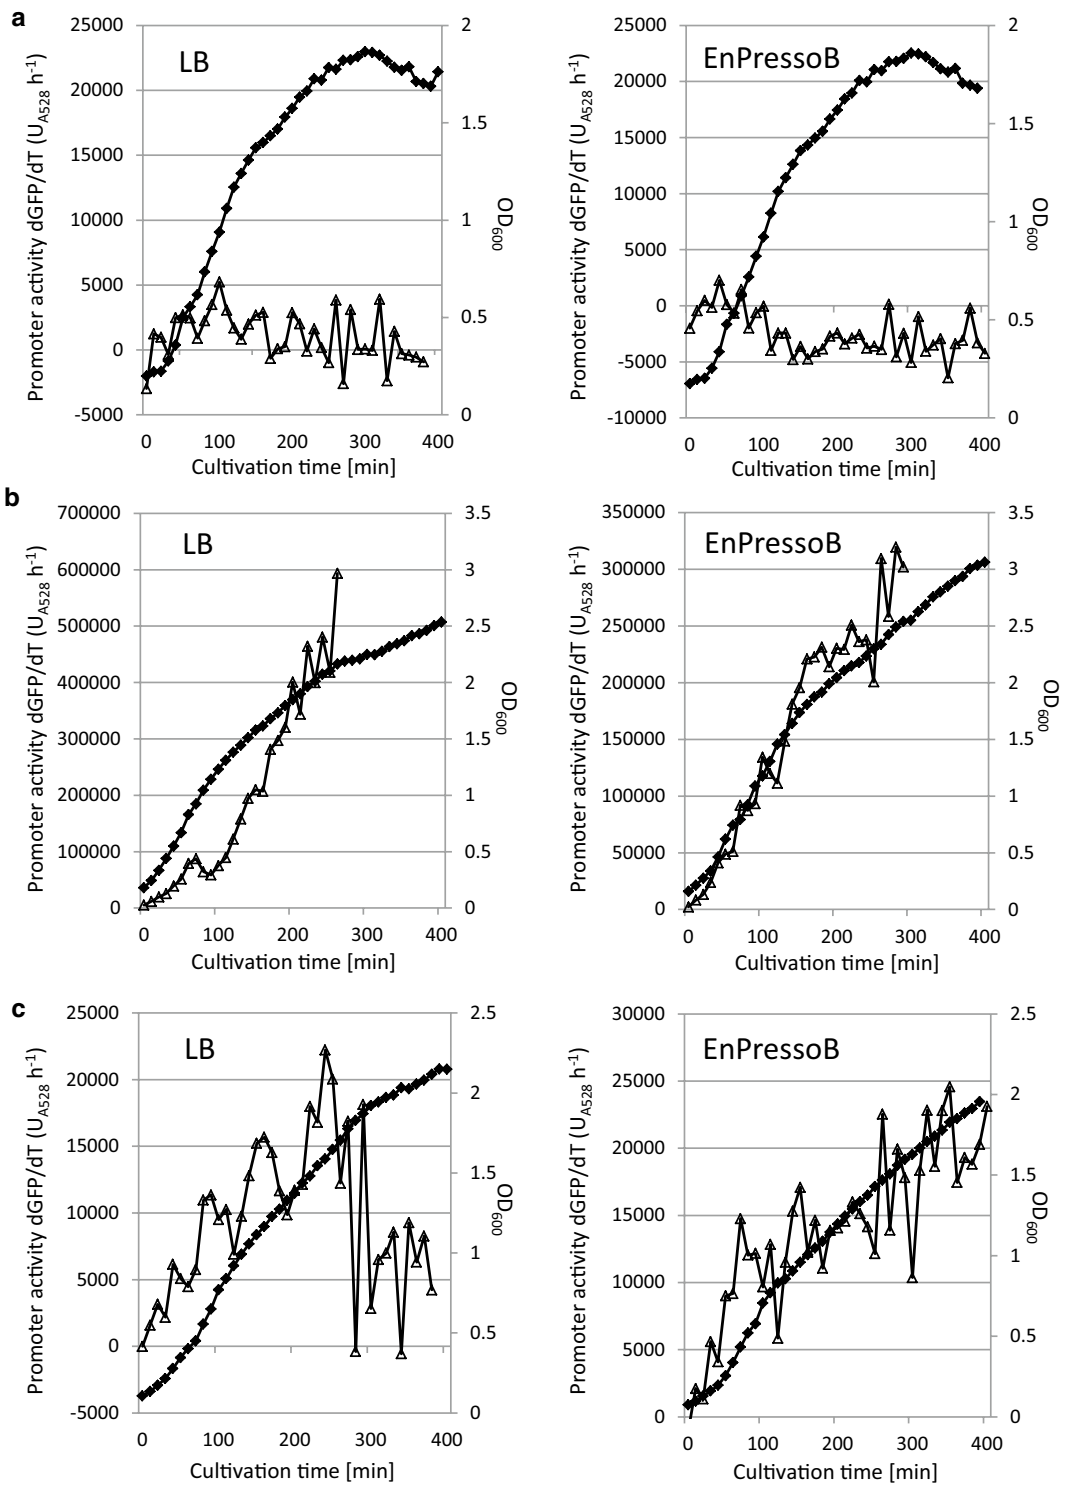 a
LB
Promoter activity dGFP/dT (U_A528 h⁻¹)
25000
20000
15000
10000
5000
0
-5000
2
1.5
1
0.5
0
OD₆₀₀
0 100 200 300 400
Cultivation time [min]
EnPressoB
Promoter activity dGFP/dT (U_A528 h⁻¹)
25000
20000
15000
10000
5000
0
-5000
-10000
2
1.5
1
0.5
0
OD₆₀₀
0 100 200 300 400
Cultivation time [min]
b
LB
Promoter activity dGFP/dT (U_A528 h⁻¹)
700000
600000
500000
400000
300000
200000
100000
0
3.5
3
2.5
2
1.5
1
0.5
0
OD₆₀₀
0 100 200 300 400
Cultivation time [min]
EnPressoB
Promoter activity dGFP/dT (U_A528 h⁻¹)
350000
300000
250000
200000
150000
100000
50000
0
3.5
3
2.5
2
1.5
1
0.5
0
OD₆₀₀
0 100 200 300 400
Cultivation time [min]
c
LB
Promoter activity dGFP/dT (U_A528 h⁻¹)
25000
20000
15000
10000
5000
0
-5000
2.5
2
1.5
1
0.5
0
OD₆₀₀
0 100 200 300 400
Cultivation time [min]
EnPressoB
Promoter activity dGFP/dT (U_A528 h⁻¹)
30000
25000
20000
15000
10000
5000
0
2.5
2
1.5
1
0.5
0
OD₆₀₀
0 100 200 300 400
Cultivation time [min]